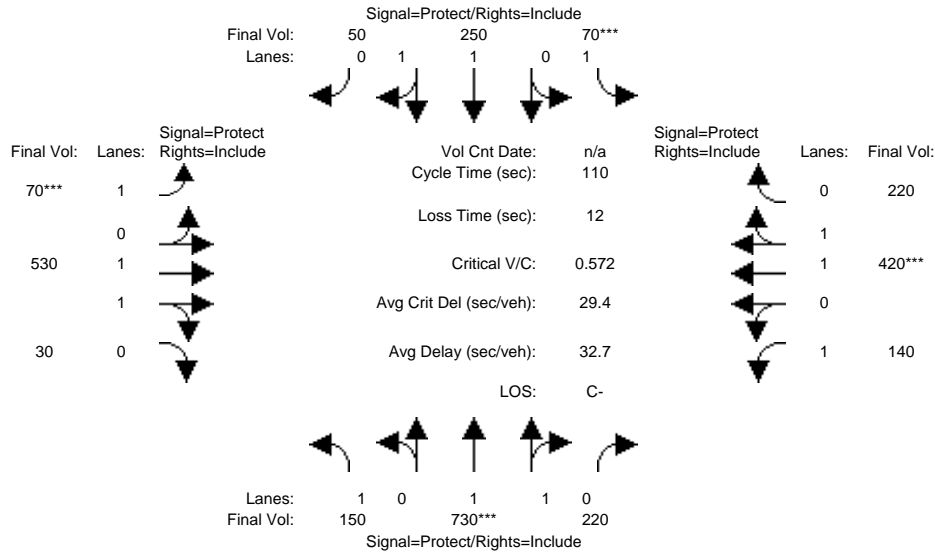 Signal=Protect/Rights=Include
Final Vol: 50 250 70***
Lanes: 0 1 1 0 1
Signal=Protect
Final Vol: Lanes: Rights=Include
Vol Cnt Date: n/a
Signal=Protect
Rights=Include Lanes: Final Vol:
Cycle Time (sec): 110
70*** 1
0 220
Loss Time (sec): 12
0
1
530 1
Critical V/C: 0.572
1 420***
1
Avg Crit Del (sec/veh): 29.4
0
30 0
Avg Delay (sec/veh): 32.7
1 140
LOS: C-
Lanes: 1 0 1 1 0
Final Vol: 150 730*** 220
Signal=Protect/Rights=Include